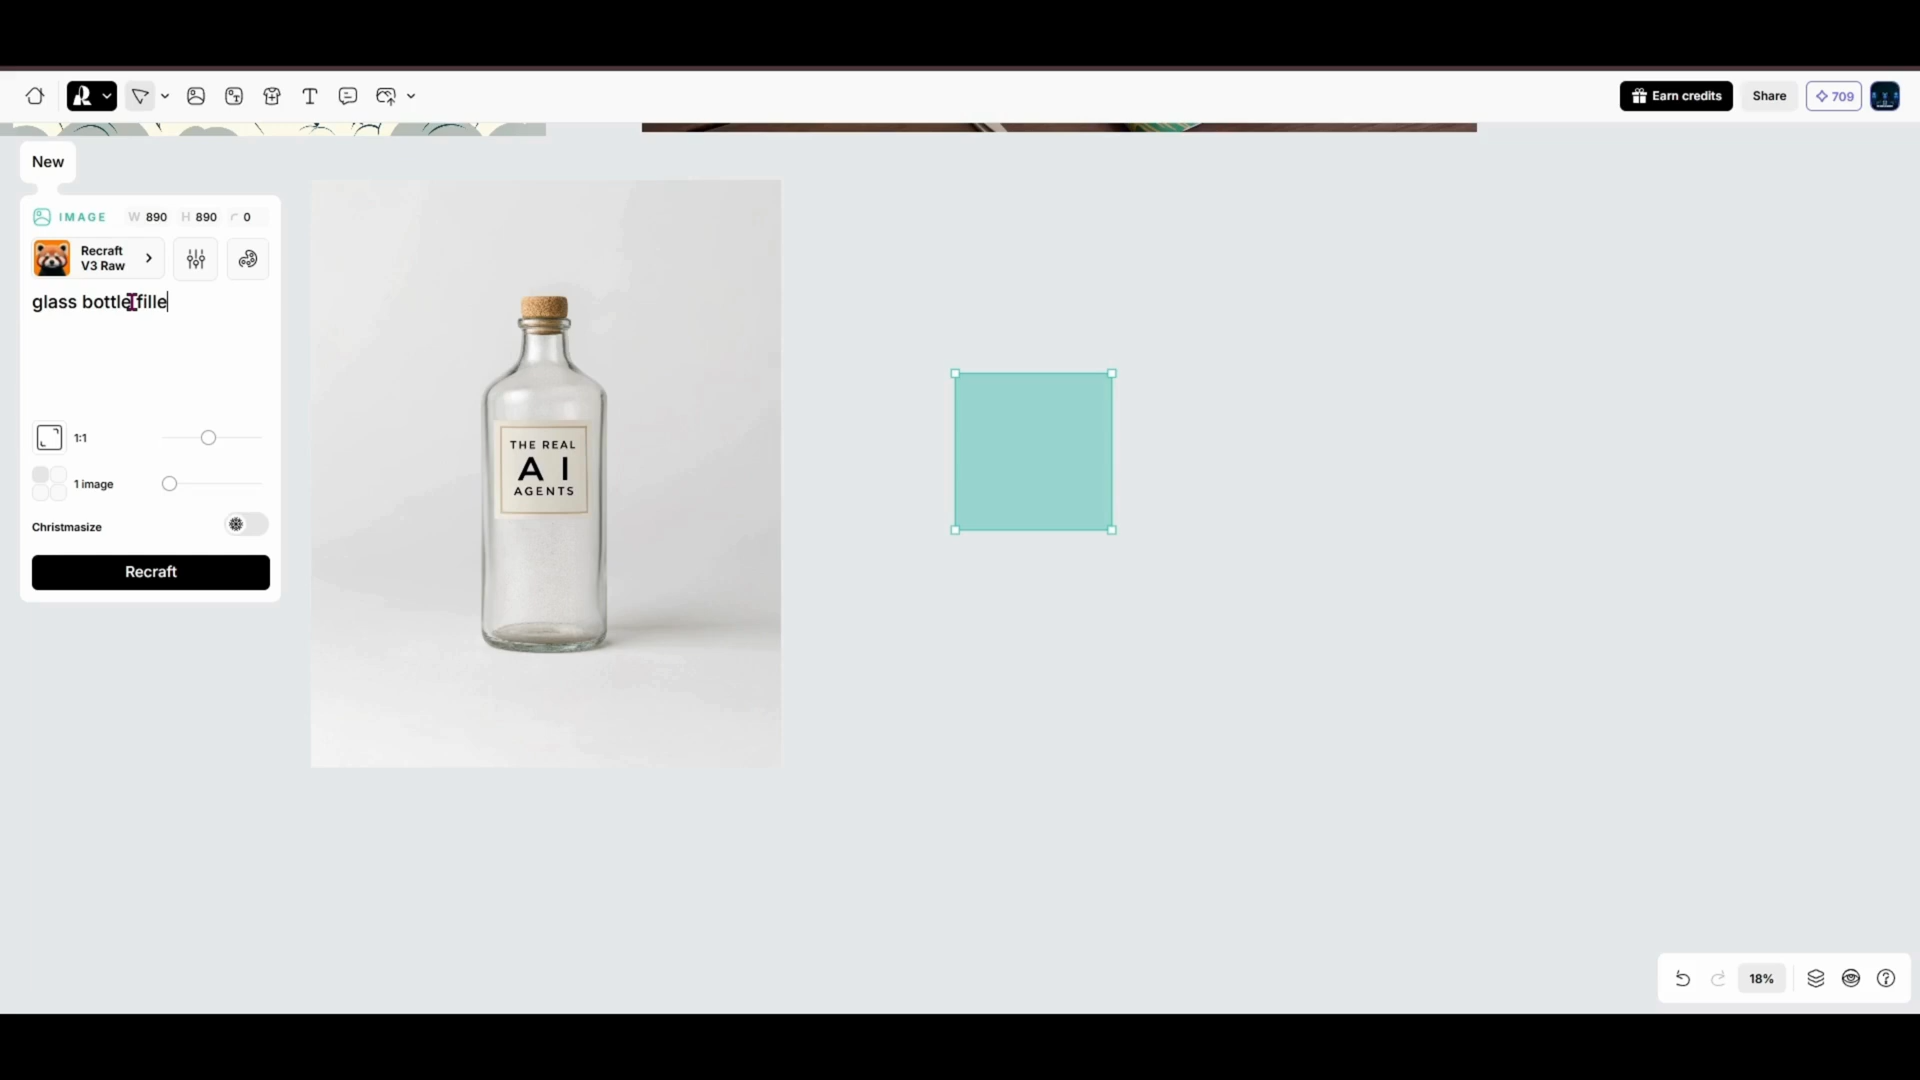 Earn credits
Share
709
New
IMAGE W 890 H 890 0
Recraft
V3 Raw
glass bottle fille
1:1
1 image
Christmasize
Recraft
THE REAL
A I
AGENTS
18%